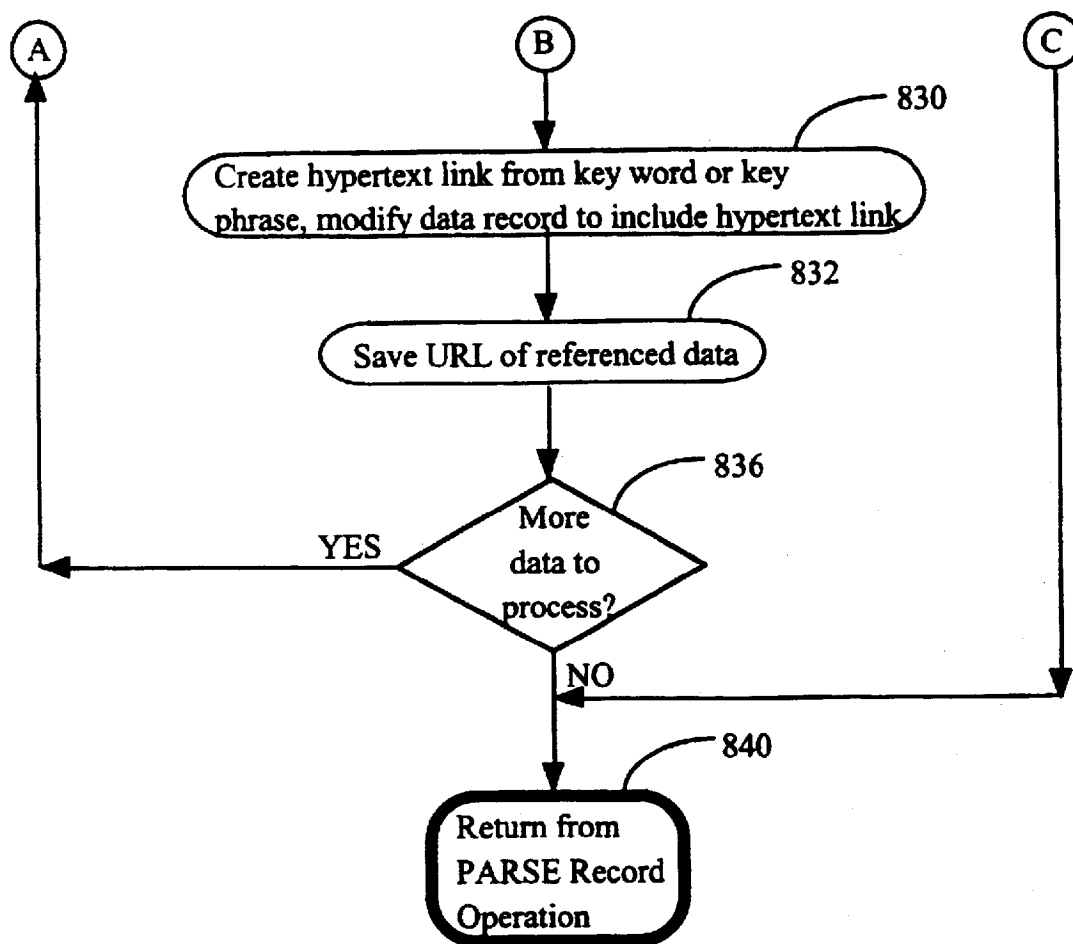 A
B
C
830
Create hypertext link from key word or key
phrase, modify data record to include hypertext link
832
Save URL of referenced data
836
More
data to
process?
YES
NO
840
Return from
PARSE Record
Operation